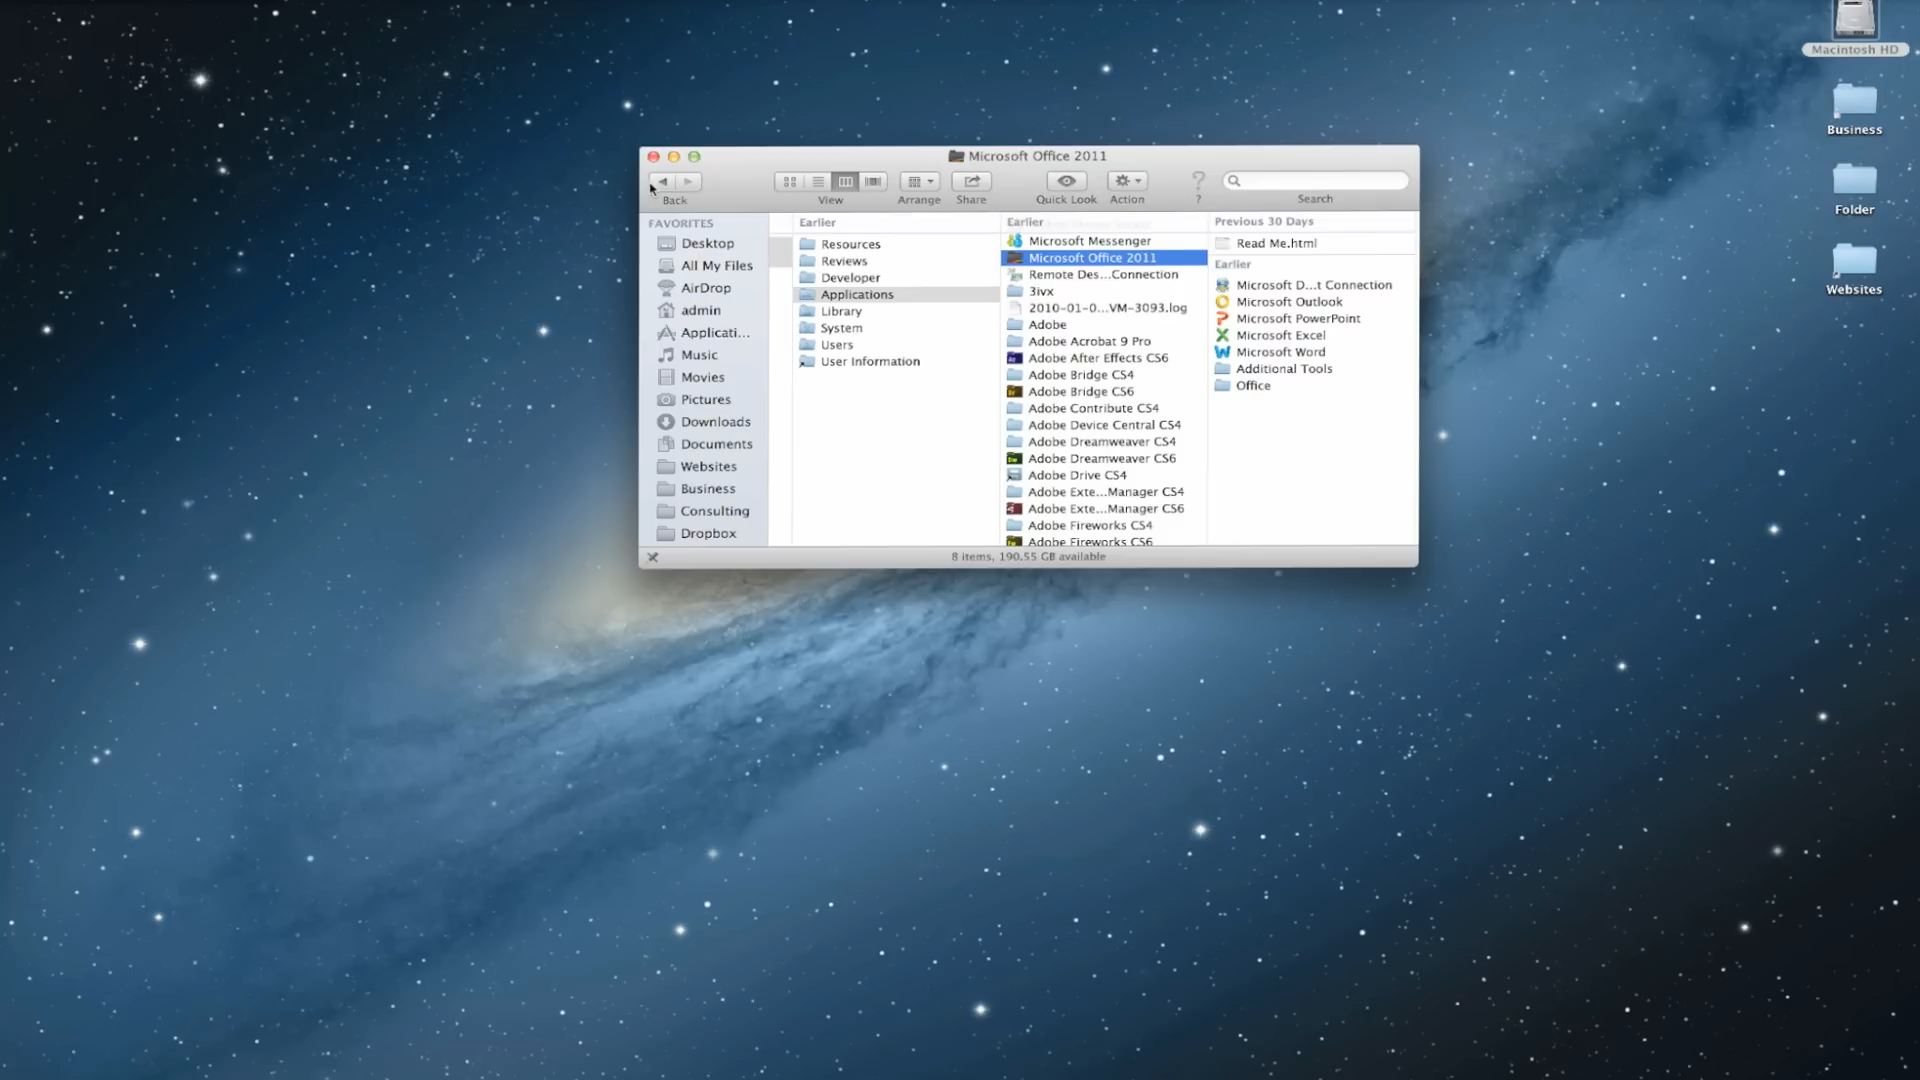 Macintosh HD
Business
Folder
Websites
Microsoft Office 2011
Back
View
Arrange
Share
Quick Look
Action
?
?
Search
FAVORITES
Desktop
All My Files
AirDrop
admin
Applicati...
Music
Movies
Pictures
Downloads
Documents
Websites
Business
Consulting
Dropbox
Earlier
Resources
Reviews
Developer
Applications
Library
System
Users
User Information
Earlier
Microsoft Messenger
Microsoft Office 2011
Remote Des...Connection
3ivx
2010-01-0...VM-3093.log
Adobe
Adobe Acrobat 9 Pro
Adobe After Effects CS6
Adobe Bridge CS4
Adobe Bridge CS6
Adobe Contribute CS4
Adobe Device Central CS4
Adobe Dreamweaver CS4
Adobe Dreamweaver CS6
Adobe Drive CS4
Adobe Exte...Manager CS4
Adobe Exte...Manager CS6
Adobe Fireworks CS4
Adobe Fireworks CS6
Previous 30 Days
Read Me.html
Earlier
Microsoft D...t Connection
Microsoft Outlook
Microsoft PowerPoint
Microsoft Excel
Microsoft Word
Additional Tools
Office
8 items, 190.55 GB available